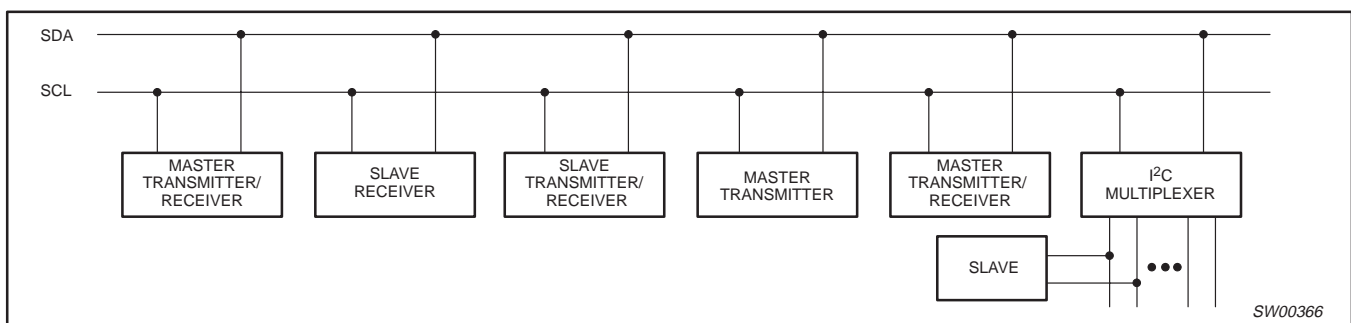 SDA
SCL
MASTER
TRANSMITTER/
RECEIVER
SLAVE
RECEIVER
SLAVE
TRANSMITTER/
RECEIVER
MASTER
TRANSMITTER
MASTER
TRANSMITTER/
RECEIVER
I²C
MULTIPLEXER
SLAVE
SW00366